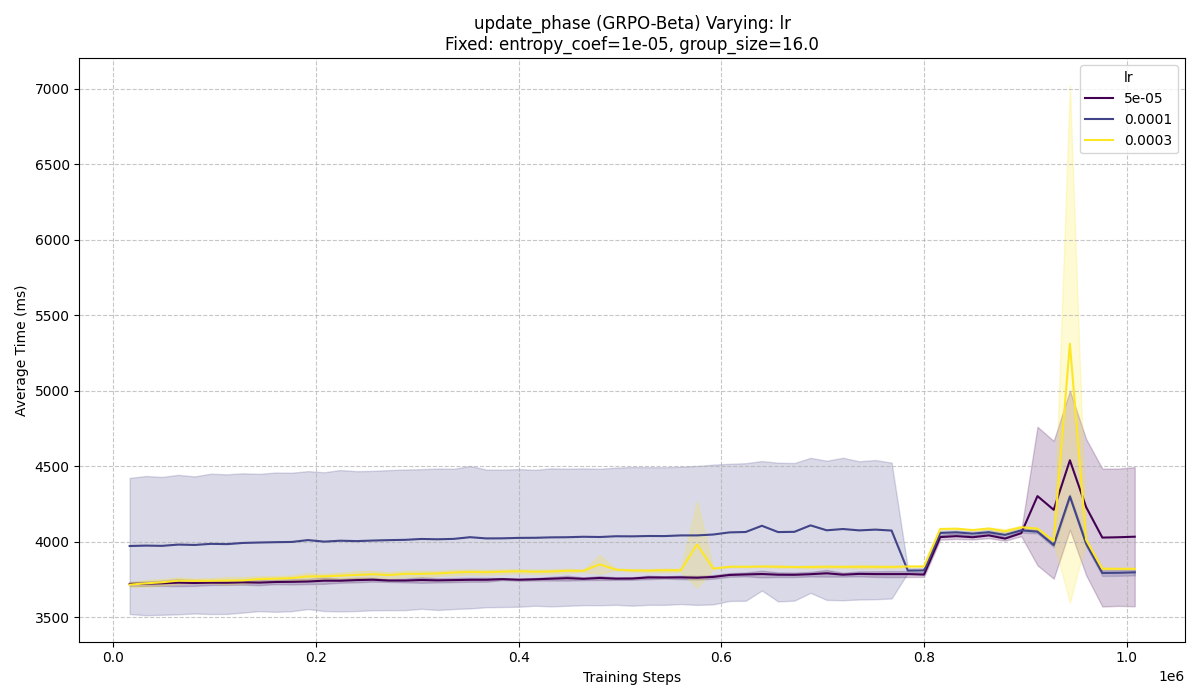 update_phase (GRPO-Beta) Varying: lr
Fixed: entropy_coef=1e-05, group_size=16.0
lr
5e-05
0.0001
0.0003
Average Time (ms)
7000
6500
6000
5500
5000
4500
4000
3500
0.0
0.2
0.4
0.6
0.8
1.0
1e6
Training Steps